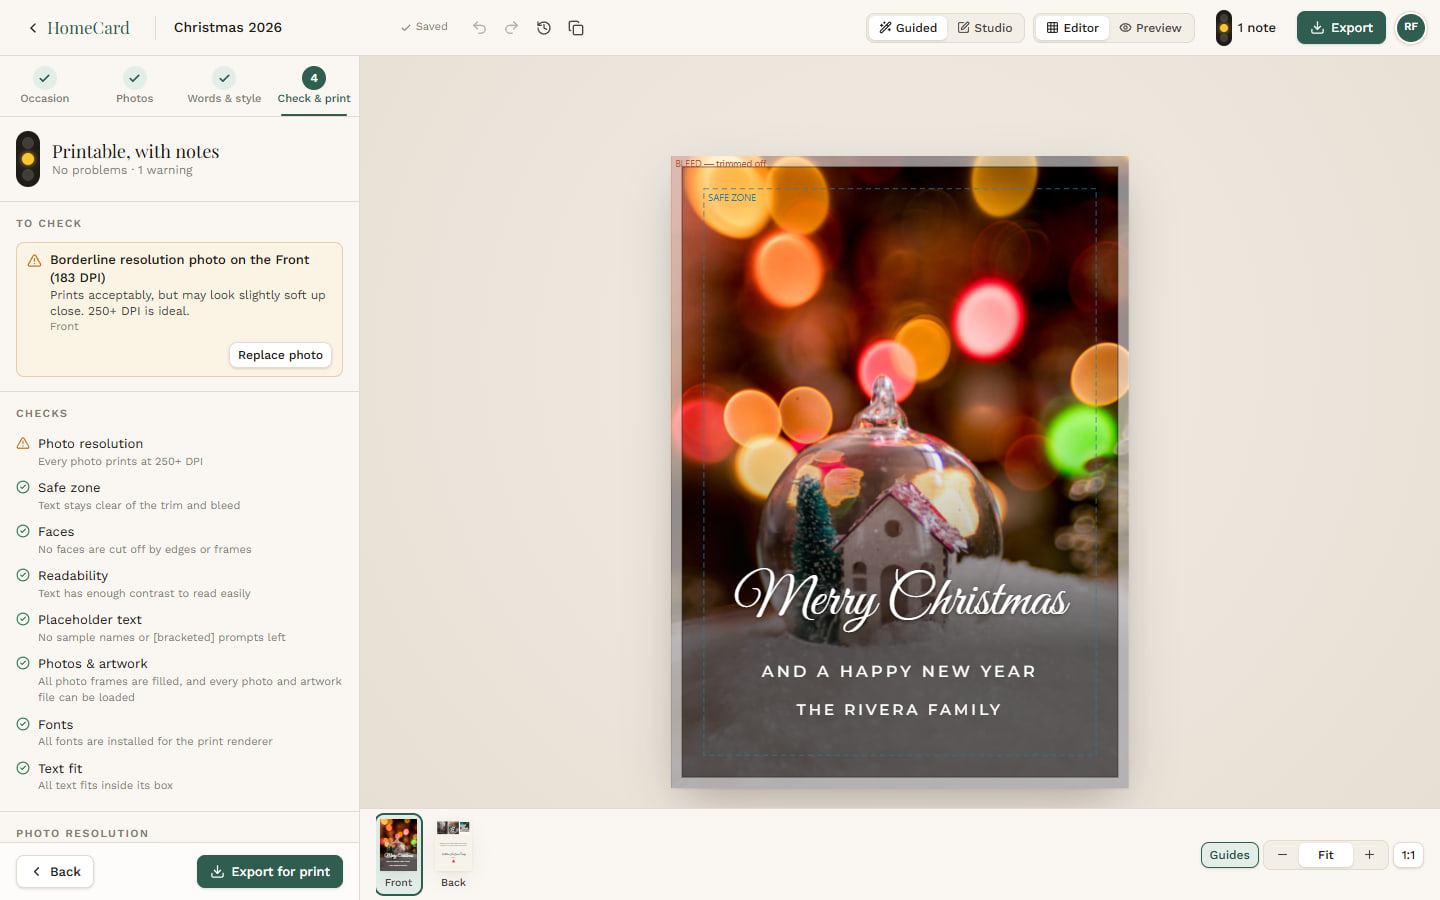 HomeCard
Christmas 2026
Saved
Guided
Studio
Editor
Preview
1 note
Export
RF
Occasion
Photos
Words & style
4
Check & print
Printable, with notes
No problems · 1 warning
TO CHECK
Borderline resolution photo on the Front
(183 DPI)
Prints acceptably, but may look slightly soft up
close. 250+ DPI is ideal.
Front
Replace photo
CHECKS
Photo resolution
Every photo prints at 250+ DPI
Safe zone
Text stays clear of the trim and bleed
Faces
No faces are cut off by edges or frames
Readability
Text has enough contrast to read easily
Placeholder text
No sample names or [bracketed] prompts left
Photos & artwork
All photo frames are filled, and every photo and artwork
file can be loaded
Fonts
All fonts are installed for the print renderer
Text fit
All text fits inside its box
PHOTO RESOLUTION
Back
Export for print
BLEED — trimmed off
SAFE ZONE
Merry Christmas
AND A HAPPY NEW YEAR
THE RIVERA FAMILY
Front
Back
Guides
Fit
1:1